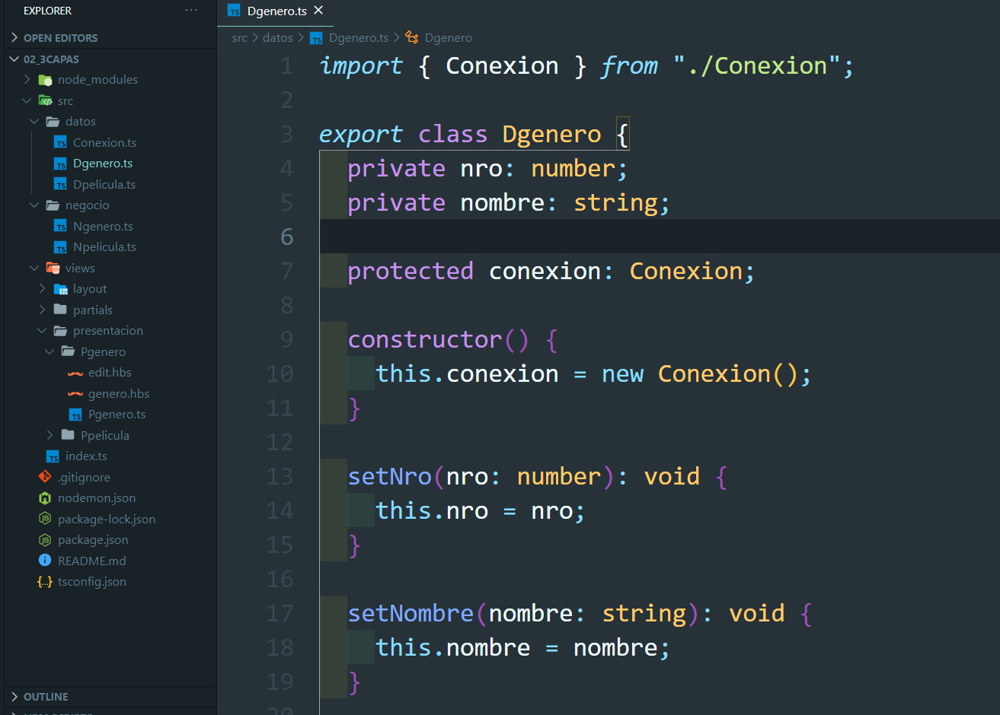 EXPLORER
OPEN EDITORS
02_3CAPAS
node_modules
src
datos
Conexion.ts
Dgenero.ts
Dpelicula.ts
negocio
Ngenero.ts
Npelicula.ts
views
layout
partials
presentacion
Pgenero
edit.hbs
genero.hbs
Pgenero.ts
Ppelicula
index.ts
.gitignore
nodemon.json
package-lock.json
package.json
README.md
tsconfig.json
OUTLINE
Dgenero.ts
src > datos > Dgenero.ts > Dgenero
1 import { Conexion } from "./Conexion";
2
3 export class Dgenero {
4 private nro: number;
5 private nombre: string;
6
7 protected conexion: Conexion;
8
9 constructor() {
10 this.conexion = new Conexion();
11 }
12
13 setNro(nro: number): void {
14 this.nro = nro;
15 }
16
17 setNombre(nombre: string): void {
18 this.nombre = nombre;
19 }
20